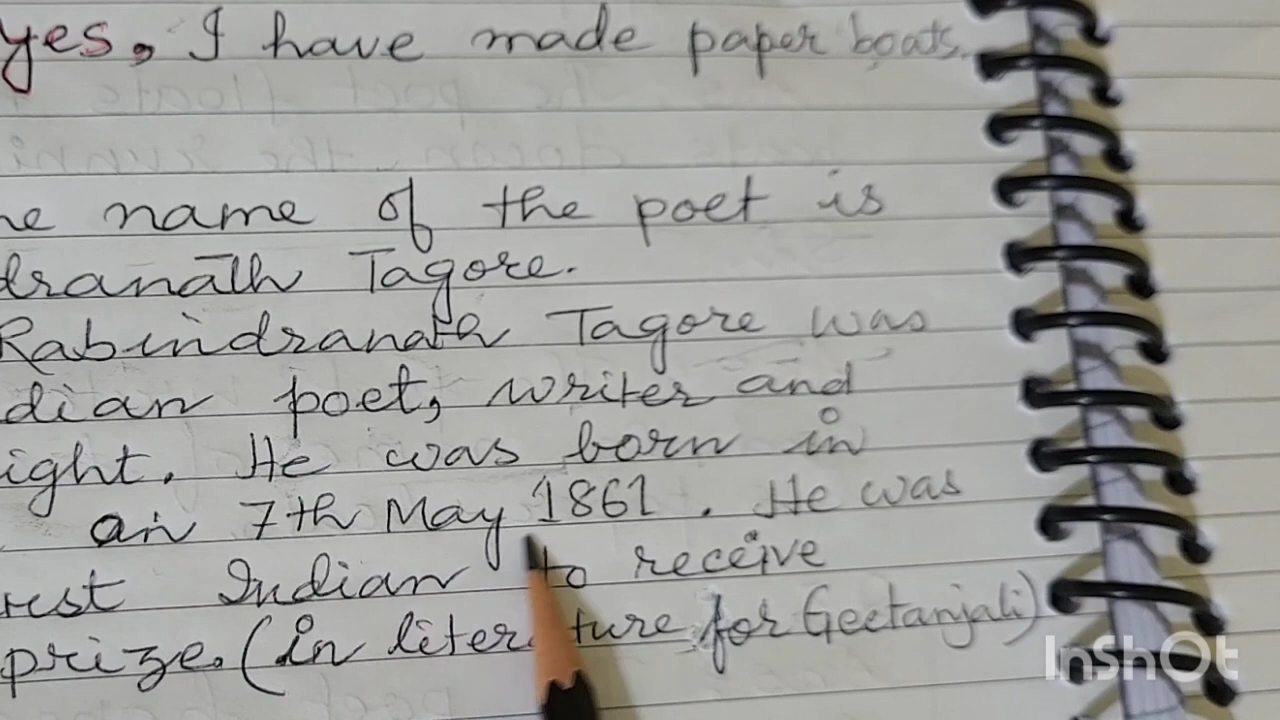 yes, I have made paper boats.
he name of the poet is
dranath Tagore.
Rabindranath Tagore was
dian poet, writer and
ight. He was born in
on 7th May 1861. He was
rst Indian to receive
prize. (in literature for Geetanjali)
InShOt